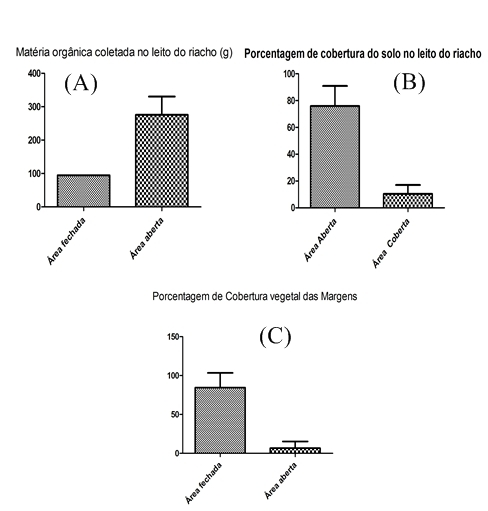 Matéria orgânica coletada no leito do riacho (g)
(A)
400
300
200
100
0
Área fechada
Área aberta
Porcentagem de cobertura do solo no leito do riacho
(B)
100
80
60
40
20
0
Área Aberta
Área Coberta
Porcentagem de Cobertura vegetal das Margens
(C)
150
100
50
0
Área fechada
Área aberta